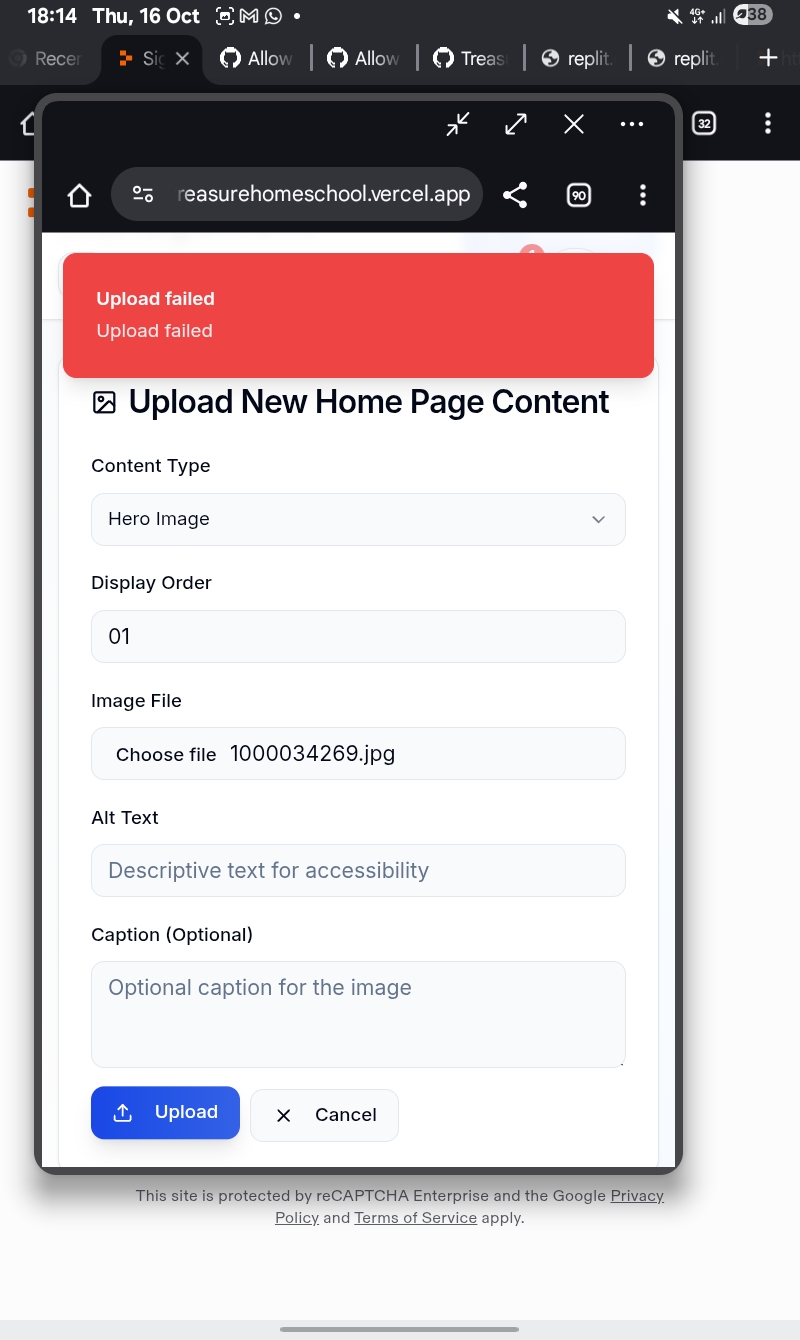 18:14 Thu, 16 Oct
4G+
38
Recer
Sig
Allow
Allow
Treas
replit.
replit.
32
reasurehomeschool.vercel.app
90
Upload failed
Upload failed
Upload New Home Page Content
Content Type
Hero Image
Display Order
01
Image File
Choose file 1000034269.jpg
Alt Text
Descriptive text for accessibility
Caption (Optional)
Optional caption for the image
Upload
Cancel
This site is protected by reCAPTCHA Enterprise and the Google Privacy
Policy and Terms of Service apply.